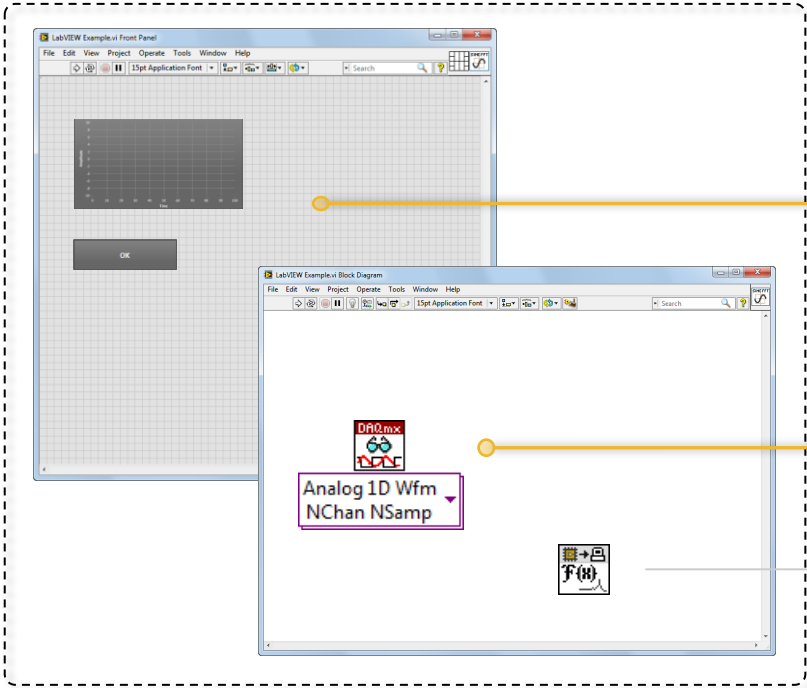 LabVIEW Example.vi Front Panel
File Edit View Project Operate Tools Window Help
15pt Application Font
Search
OK
LabVIEW Example.vi Block Diagram
File Edit View Project Operate Tools Window Help
15pt Application Font
Search
DAQmx
Analog 1D Wfm
NChan NSamp
F(x)